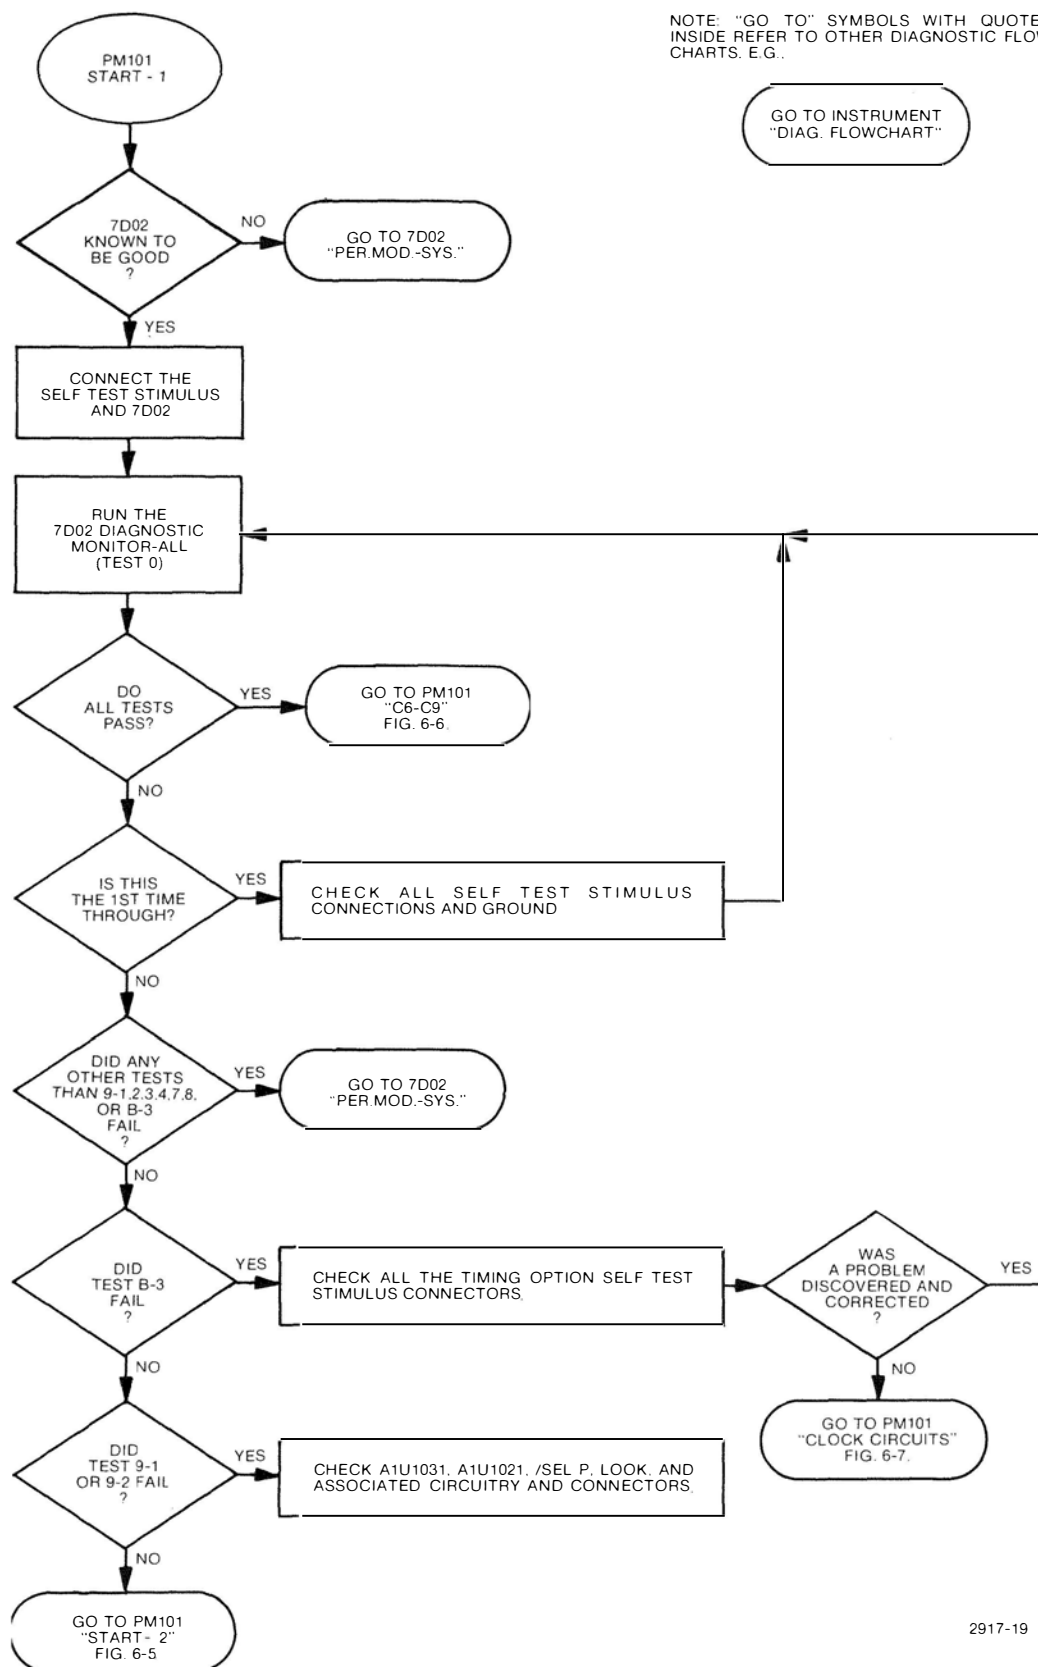 NOTE: "GO TO" SYMBOLS WITH QUOTE
INSIDE REFER TO OTHER DIAGNOSTIC FLOW
CHARTS. E.G.,
PM101
START - 1
GO TO INSTRUMENT
"DIAG. FLOWCHART"
7D02
KNOWN TO
BE GOOD
?
NO
GO TO 7D02
"PER.MOD.-SYS."
YES
CONNECT THE
SELF TEST STIMULUS
AND 7D02
RUN THE
7D02 DIAGNOSTIC
MONITOR-ALL
(TEST 0)
DO
ALL TESTS
PASS?
YES
GO TO PM101
"C6-C9"
FIG. 6-6.
NO
IS THIS
THE 1ST TIME
THROUGH?
YES
CHECK ALL SELF TEST STIMULUS
CONNECTIONS AND GROUND
NO
DID ANY
OTHER TESTS
THAN 9-1,2,3,4,7,8,
OR B-3
FAIL
?
YES
GO TO 7D02
"PER.MOD.-SYS."
NO
DID
TEST B-3
FAIL
?
YES
CHECK ALL THE TIMING OPTION SELF TEST
STIMULUS CONNECTORS.
WAS
A PROBLEM
DISCOVERED AND
CORRECTED
?
YES
NO
GO TO PM101
"CLOCK CIRCUITS"
FIG. 6-7.
NO
DID
TEST 9-1
OR 9-2 FAIL
?
YES
CHECK A1U1031, A1U1021, /SEL P, LOOK, AND
ASSOCIATED CIRCUITRY AND CONNECTORS.
NO
GO TO PM101
"START- 2"
FIG. 6-5
2917-19